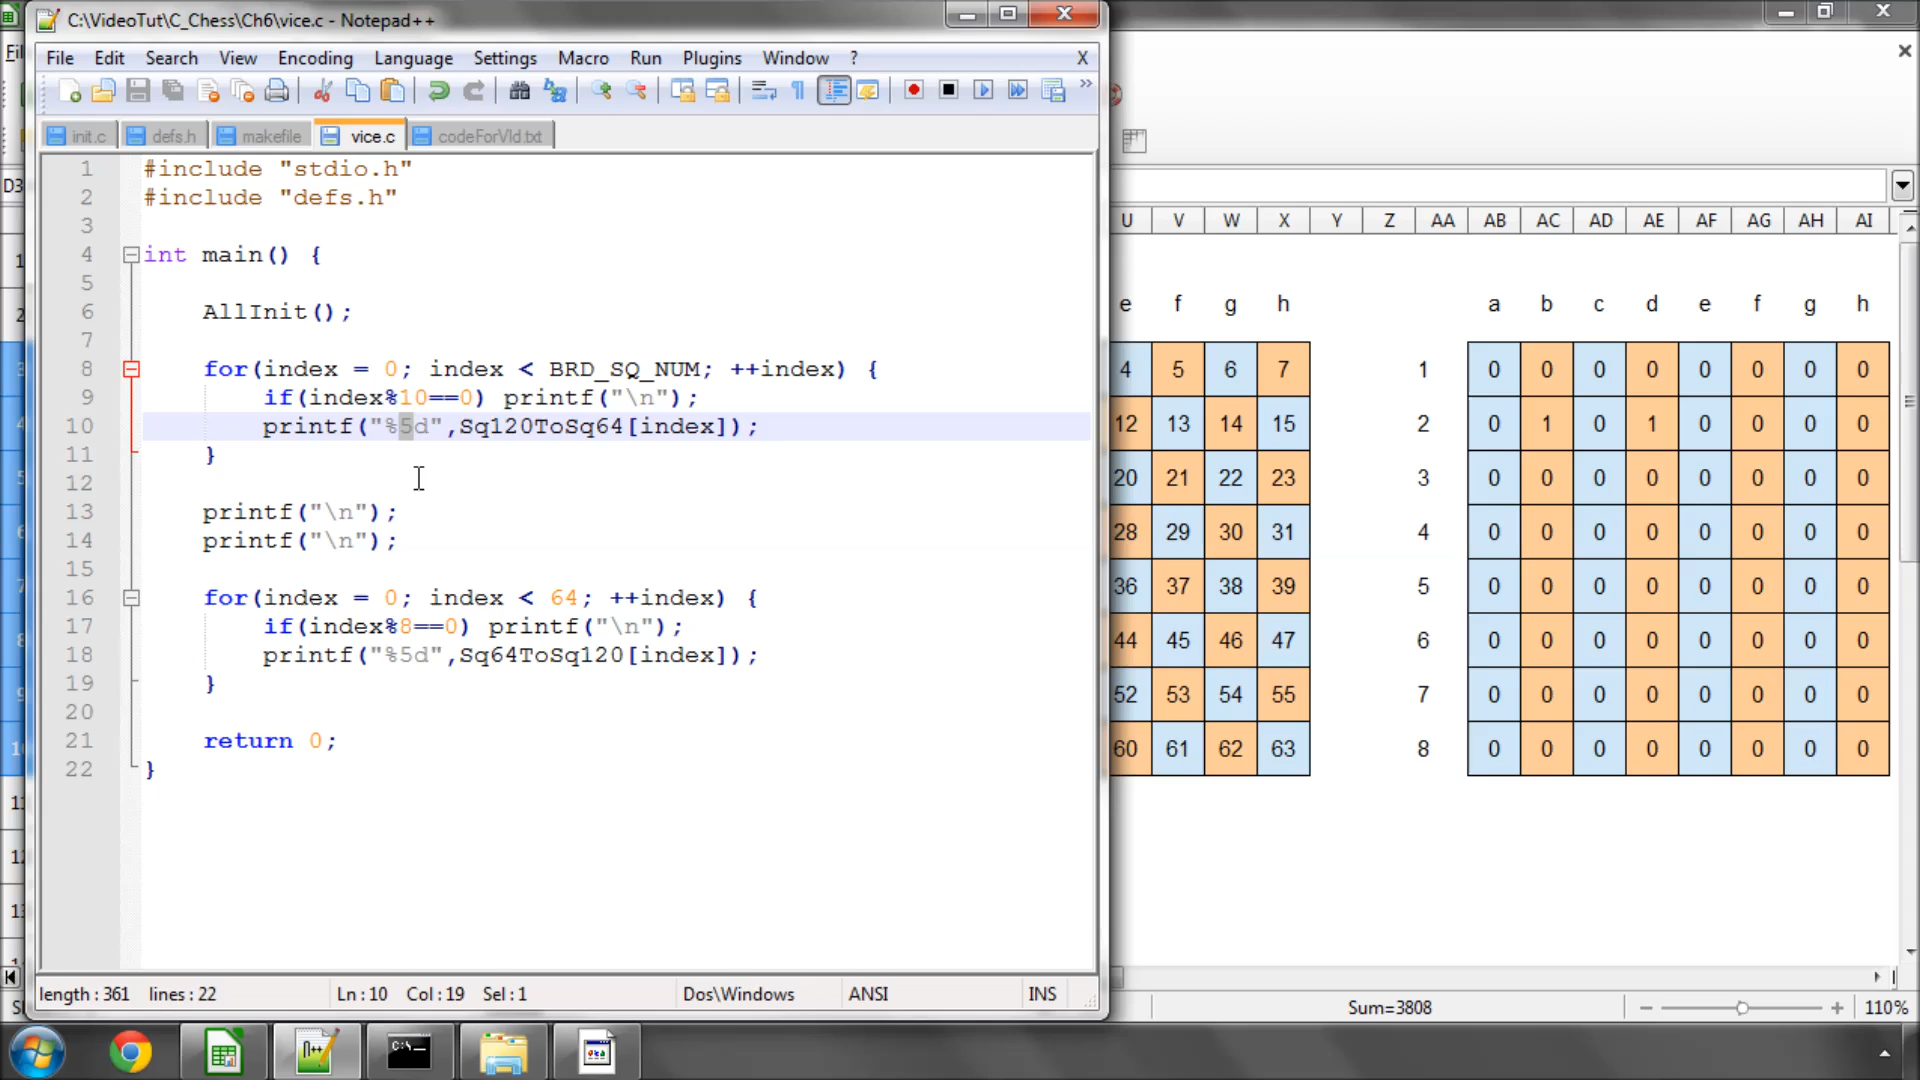 C:\VideoTut\C_Chess\Ch6\vice.c - Notepad++
File Edit Search View Encoding Language Settings Macro Run Plugins Window ? X
init.c defs.h makefile vice.c codeForVld.txt
1 #include "stdio.h"
2 #include "defs.h"
3
4 int main() {
5
6 AllInit();
7
8 for(index = 0; index < BRD_SQ_NUM; ++index) {
9 if(index%10==0) printf("\n");
10 printf("%5d",Sq120ToSq64[index]);
11 }
12
13 printf("\n");
14 printf("\n");
15
16 for(index = 0; index < 64; ++index) {
17 if(index%8==0) printf("\n");
18 printf("%5d",Sq64ToSq120[index]);
19 }
20
21 return 0;
22 }
length : 361 lines : 22 Ln : 10 Col : 19 Sel : 1 Dos\Windows ANSI INS
D3
U V W X Y Z AA AB AC AD AE AF AG AH AI
e f g h a b c d e f g h
4 5 6 7 1 0 0 0 0 0 0 0 0
12 13 14 15 2 0 1 0 1 0 0 0 0
20 21 22 23 3 0 0 0 0 0 0 0 0
28 29 30 31 4 0 0 0 0 0 0 0 0
36 37 38 39 5 0 0 0 0 0 0 0 0
44 45 46 47 6 0 0 0 0 0 0 0 0
52 53 54 55 7 0 0 0 0 0 0 0 0
60 61 62 63 8 0 0 0 0 0 0 0 0
Sum=3808 110%